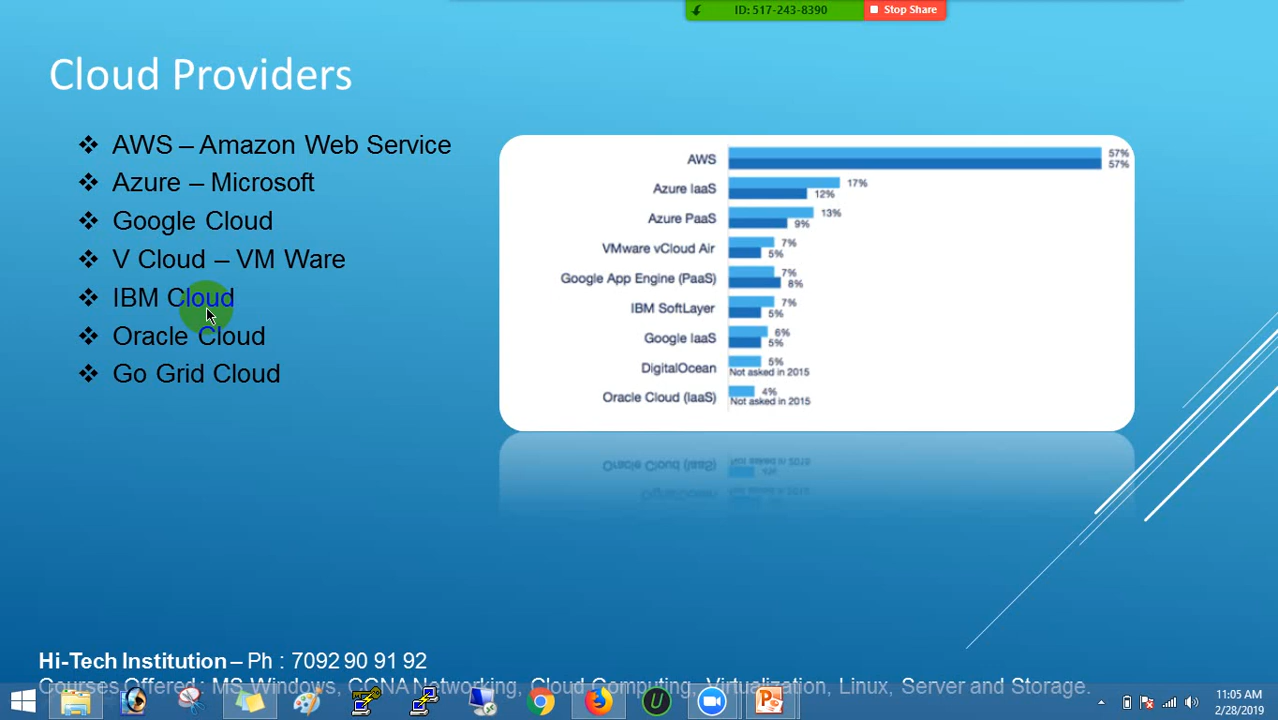 ID: 517-243-8390
Stop Share
Cloud Providers
❖ AWS – Amazon Web Service
❖ Azure – Microsoft
❖ Google Cloud
❖ V Cloud – VM Ware
❖ IBM Cloud
❖ Oracle Cloud
❖ Go Grid Cloud
AWS 57% 57%
Azure IaaS 17% 12%
Azure PaaS 13% 9%
VMware vCloud Air 7% 5%
Google App Engine (PaaS) 7% 8%
IBM SoftLayer 7% 5%
Google IaaS 6% 5%
DigitalOcean 5% Not asked in 2015
Oracle Cloud (IaaS) 4% Not asked in 2015
Hi-Tech Institution – Ph : 7092 90 91 92
Courses Offered : MS Windows, CCNA Networking, Cloud Computing, Virtualization, Linux, Server and Storage.
11:05 AM
2/28/2019